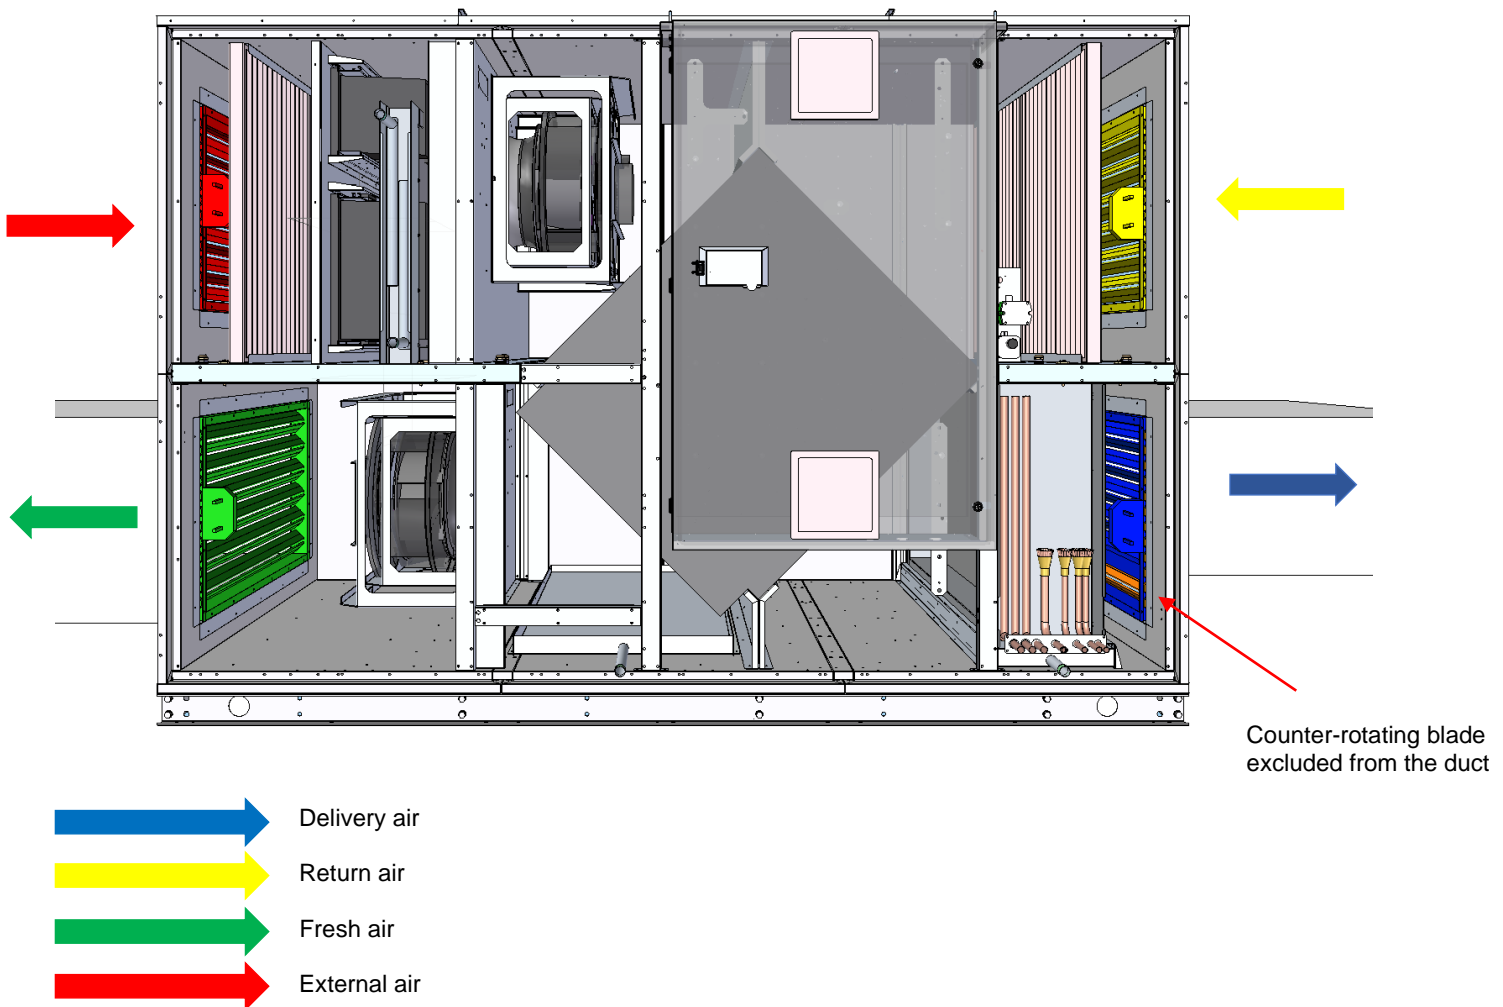 Counter-rotating blade
excluded from the duct
Delivery air
Return air
Fresh air
External air